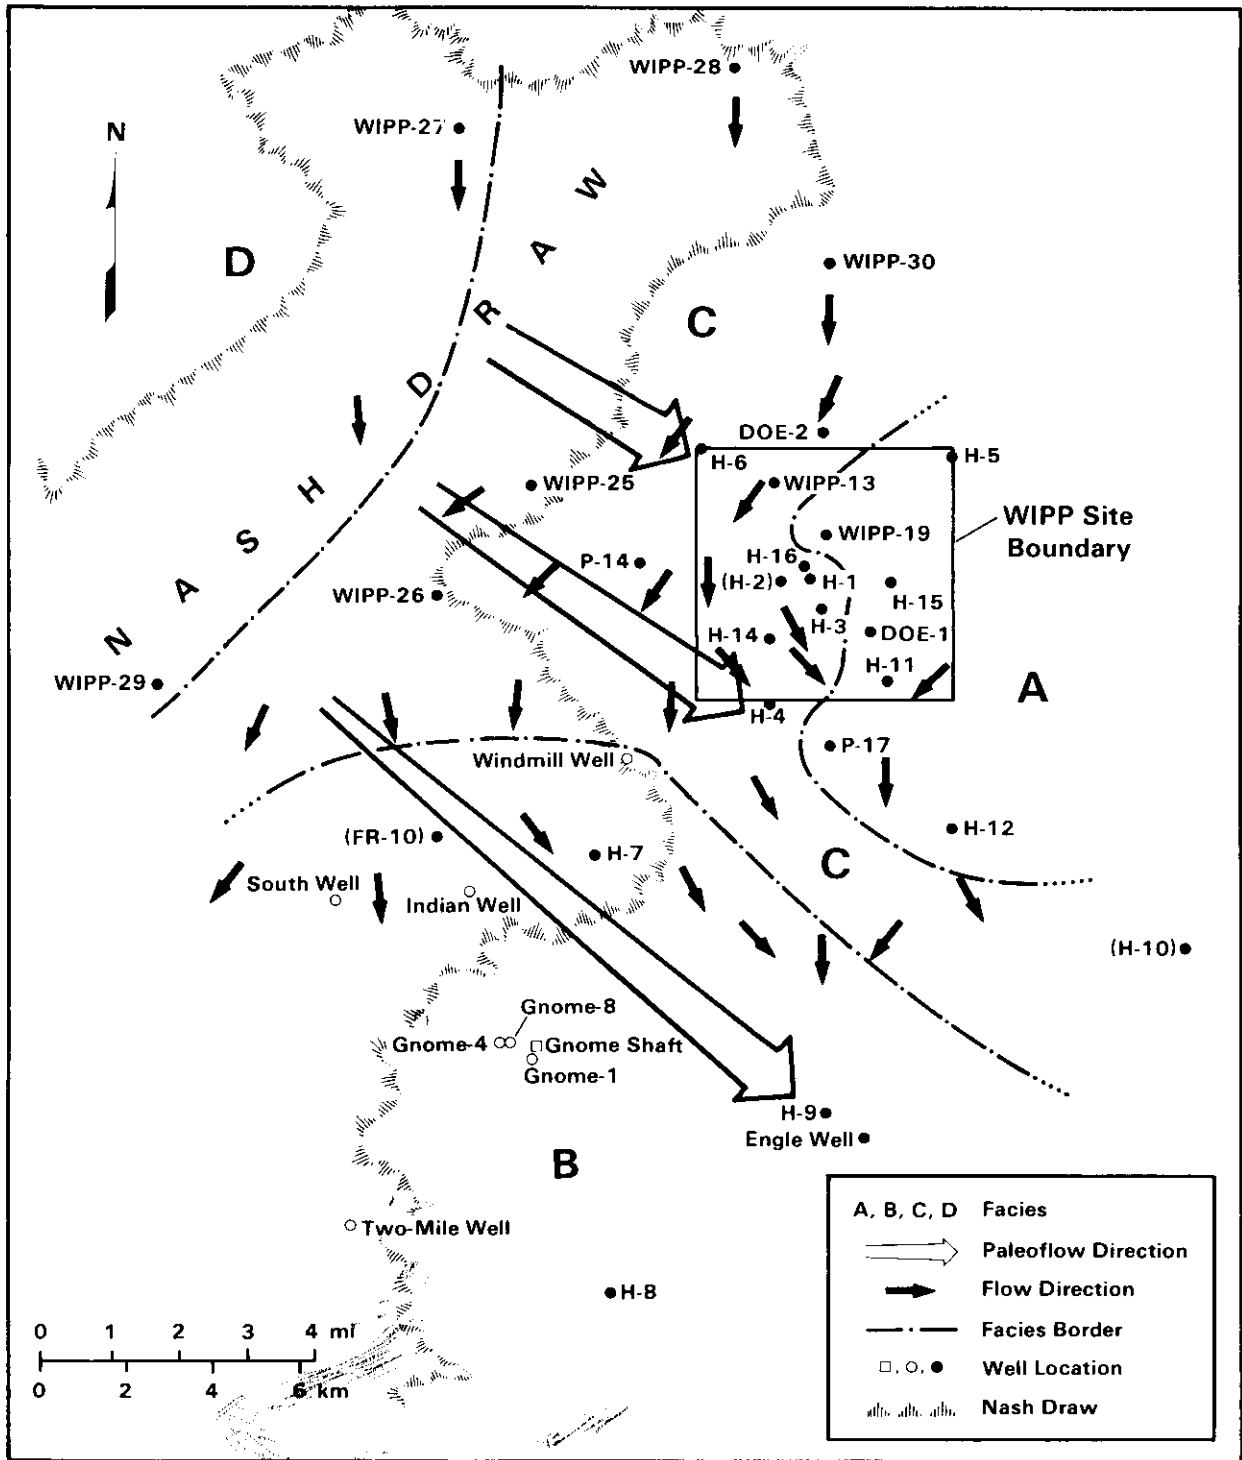 WIPP-28
WIPP-27
N
D
NASH DRAW
WIPP-30
C
DOE-2
H-6
H-5
WIPP-25
WIPP-13
WIPP Site
Boundary
WIPP-19
P-14
H-16
(H-2)
H-1
H-15
WIPP-26
H-3
H-14
DOE-1
H-11
WIPP-29
A
H-4
P-17
Windmill Well
(FR-10)
H-12
H-7
C
South Well
Indian Well
(H-10)
Gnome-8
Gnome-4
Gnome Shaft
Gnome-1
H-9
Engle Well
B
Two-Mile Well
H-8
0 1 2 3 4 mi
0 2 4 6 km
A, B, C, D Facies
Paleoflow Direction
Flow Direction
Facies Border
Well Location
Nash Draw